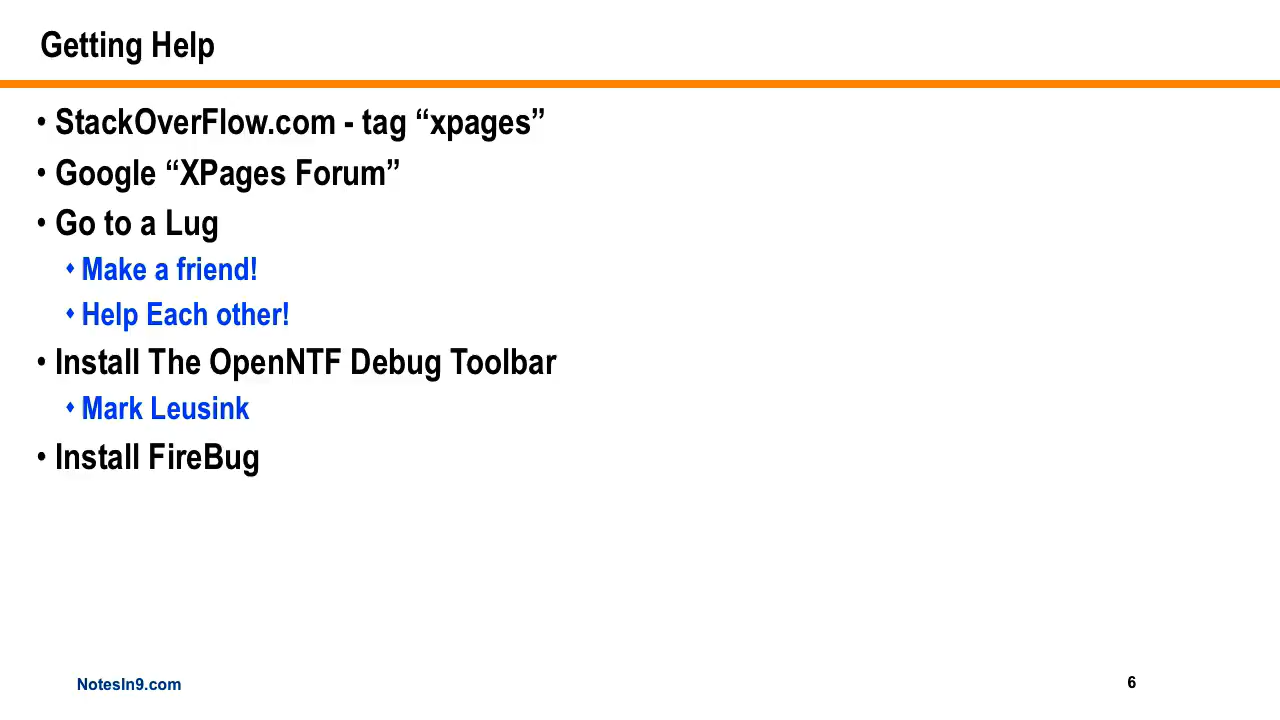 Getting Help
• StackOverFlow.com - tag “xpages”
• Google “XPages Forum”
• Go to a Lug
♦ Make a friend!
♦ Help Each other!
• Install The OpenNTF Debug Toolbar
♦ Mark Leusink
• Install FireBug
NotesIn9.com
6